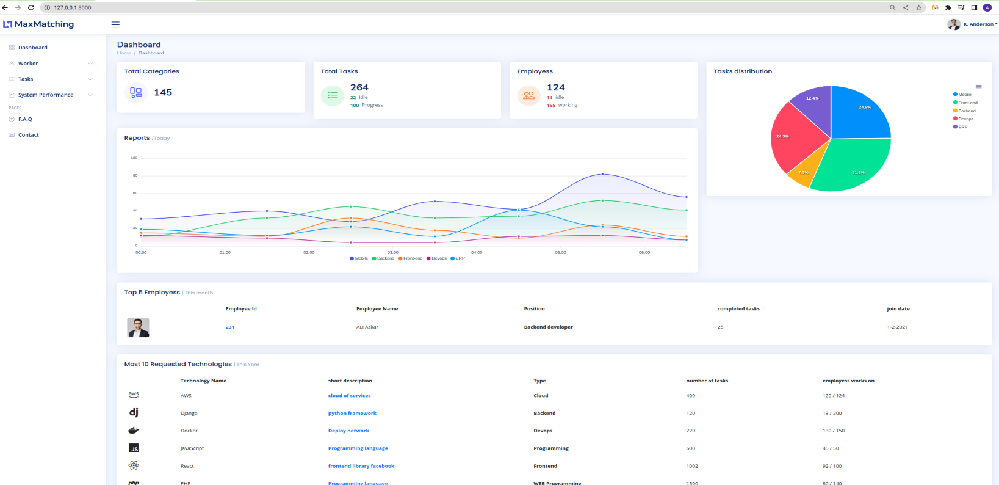 127.0.0.1:8000
A
MaxMatching
K. Anderson
Dashboard
Worker
Tasks
System Performance
PAGES
F.A.Q
Contact
Dashboard
Home / Dashboard
Total Categories
145
Total Tasks
264
22 Idle
100 Progress
Employess
124
14 idle
155 working
Tasks distribution
12.4%
24.9%
24.3%
7.3%
31.1%
Mobile
Front-end
Backend
Devops
ERP
Reports /Today
100
80
60
40
20
0
00:00 01:00 02:00 03:00 04:00 05:00 06:00
Mobile Backend Front-end Devops ERP
Top 5 Employess | This month
Employee Id Employee Name Position completed tasks join date
231 ALi Askar Backend developer 25 1-2-2021
Most 10 Requested Technologies | This Year
Technology Name short description Type number of tasks employess works on
aws AWS cloud of services Cloud 400 120 / 124
dj Django python framework Backend 120 13 / 200
Docker Deploy network Devops 220 130 / 150
JS JavaScript Programming language Programming 600 45 / 50
React frontend library facebook Frontend 1002 92 / 100
php PHP Programming language WEB Programming 1500 80 / 140